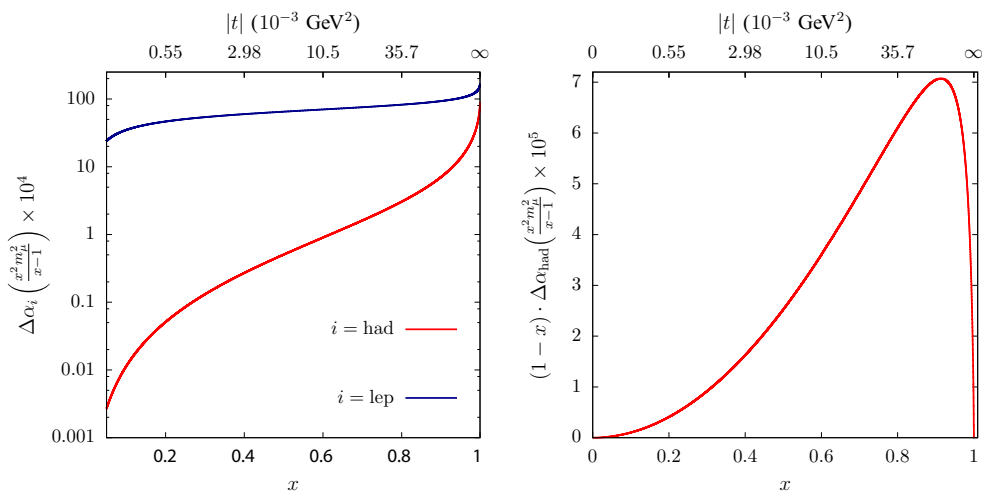 |t| (10⁻³ GeV²)
0.55 2.98 10.5 35.7 ∞
100
10
1
0.1
0.01
0.001
Δαᵢ (x²m²_μ / x−1) × 10⁴
i = had
i = lep
0.2 0.4 0.6 0.8 1
x
|t| (10⁻³ GeV²)
0 0.55 2.98 10.5 35.7 ∞
7
6
5
4
3
2
1
0
(1 − x) · Δα_had(x²m²_μ / x−1) × 10⁵
0 0.2 0.4 0.6 0.8 1
x